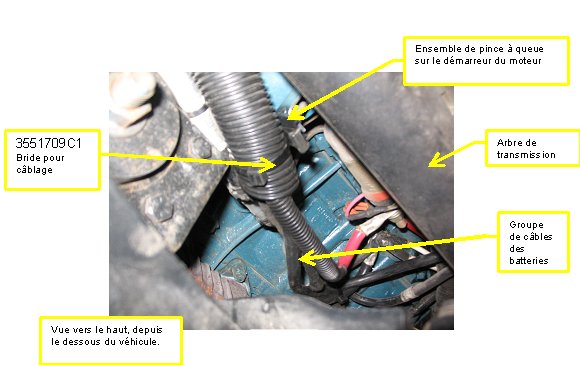 Ensemble de pince à queue
sur le démarreur du moteur
3551709C1
Bride pour
câblage
Arbre de
transmission
Groupe
de câbles
des
batteries
Vue vers le haut, depuis
le dessous du véhicule.